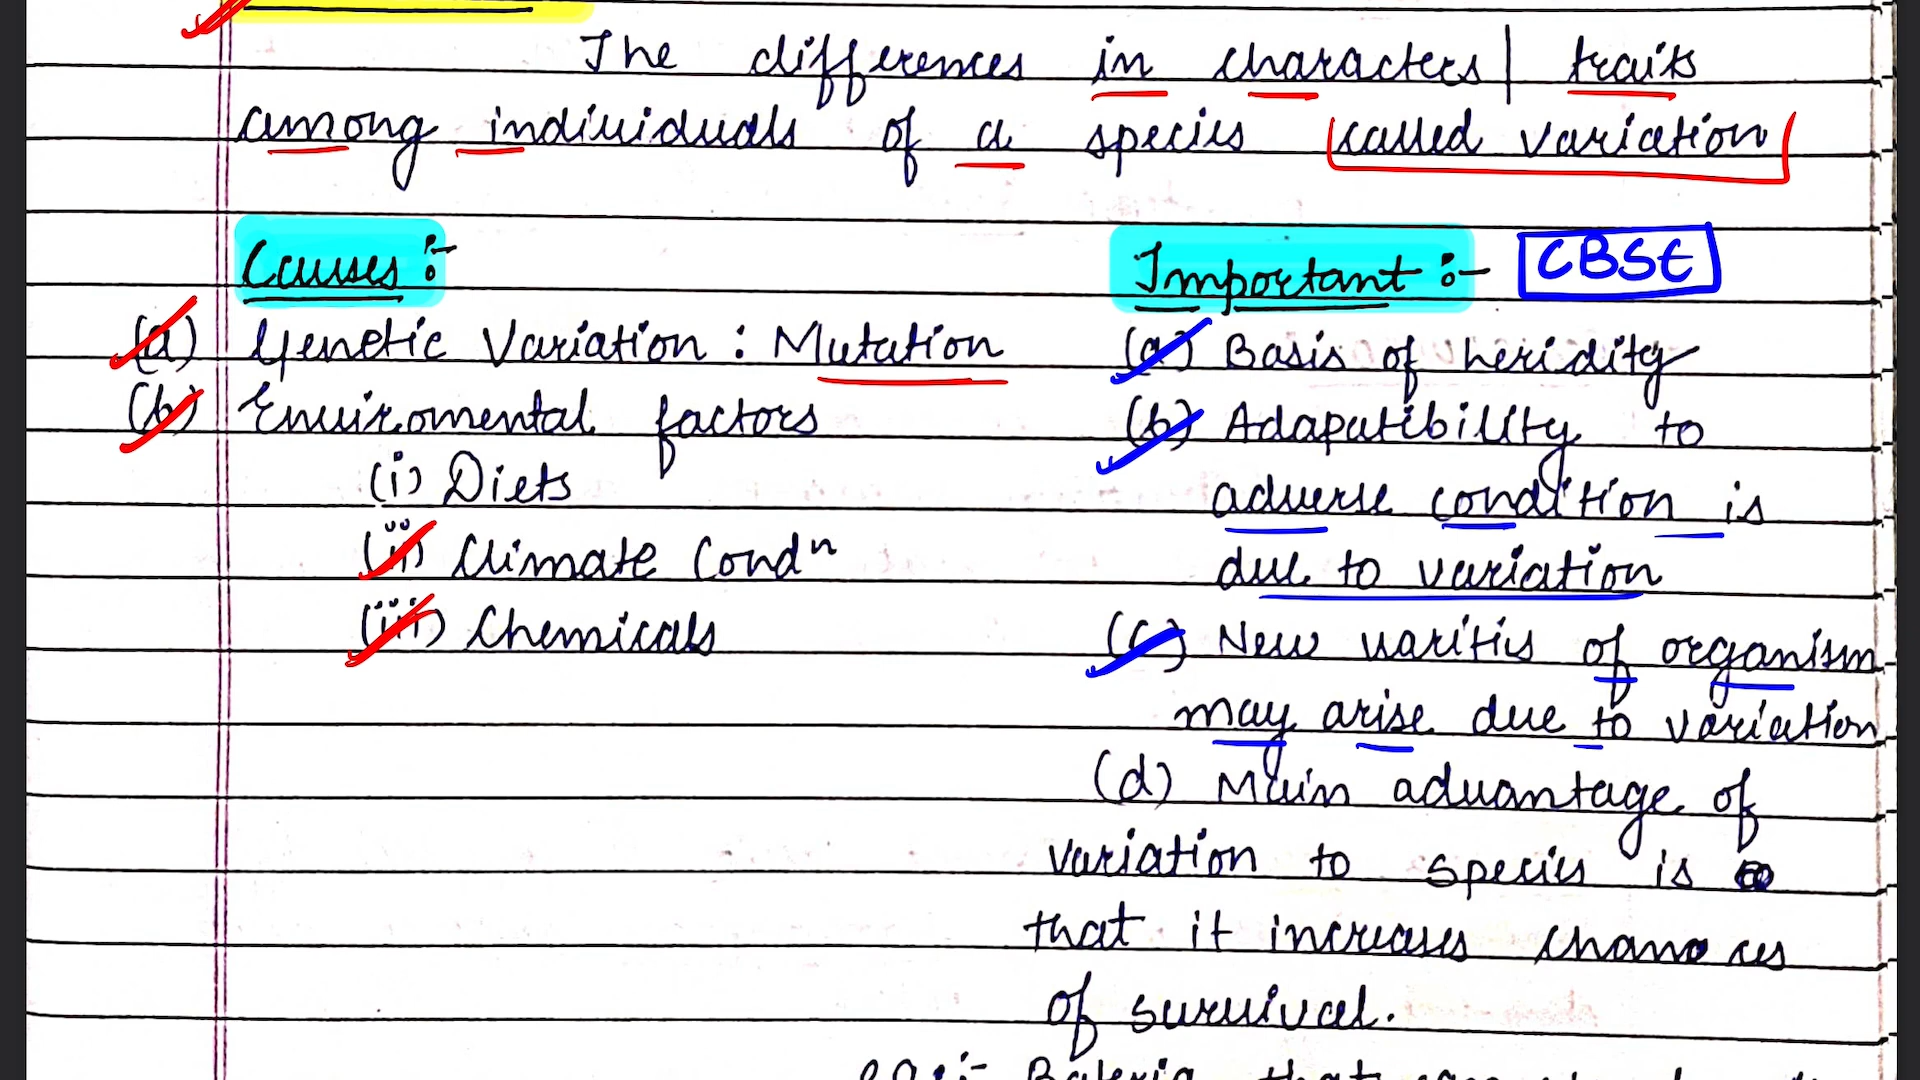 The differences in characters | traits
among individuals of a species called variation
Causes :-
(a) Genetic Variation : Mutation
(b) Enviromental factors
(i) Diets
(ii) Climate Condn
(iii) Chemicals
Important :- CBSE
(a) Basis of heridity
(b) Adapatibility to
adverse condition is
due to variation
(c) New varitis of organism
may arise due to variation
(d) Main advantage of
variation to species is
that it increases chances
of survival.